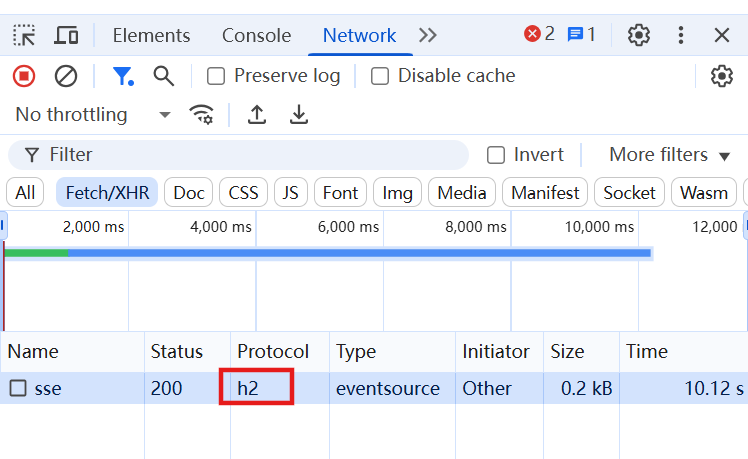 Elements Console Network 2 1
Preserve log Disable cache
No throttling
Filter Invert More filters
All Fetch/XHR Doc CSS JS Font Img Media Manifest Socket Wasm
2,000 ms 4,000 ms 6,000 ms 8,000 ms 10,000 ms 12,000
Name Status Protocol Type Initiator Size Time
sse 200 h2 eventsource Other 0.2 kB 10.12 s